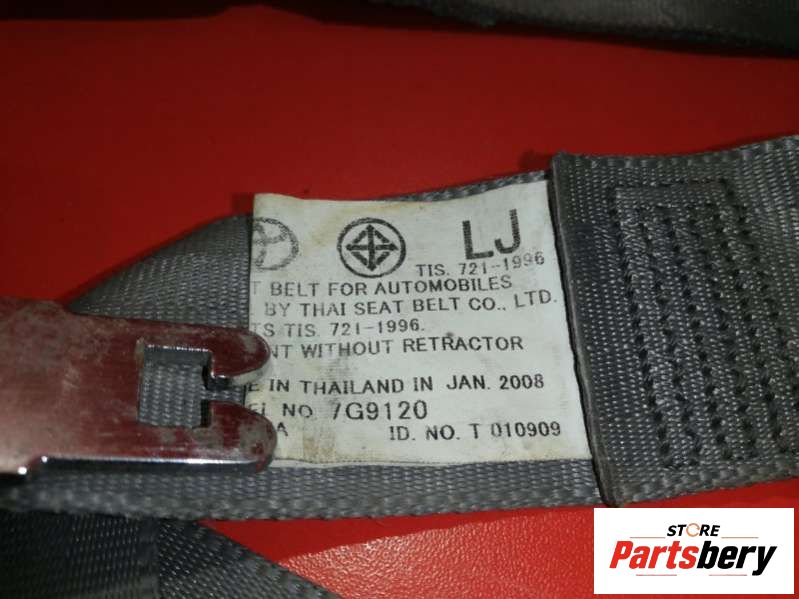 LJ
TIS. 721-1996
T BELT FOR AUTOMOBILES
BY THAI SEAT BELT CO., LTD.
TS TIS. 721-1996.
NT WITHOUT RETRACTOR
E IN THAILAND IN JAN. 2008
EL NO. 7G9120
A ID. NO. T 010909
STORE
Partsbery